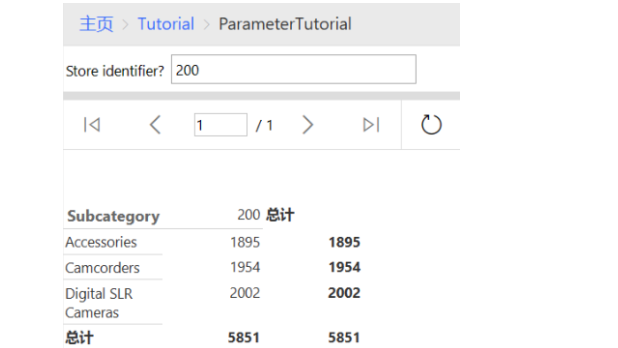 主页 > Tutorial > ParameterTutorial
Store identifier? 200
1 / 1
Subcategory 200 总计
Accessories 1895 1895
Camcorders 1954 1954
Digital SLR 2002 2002
Cameras
总计 5851 5851